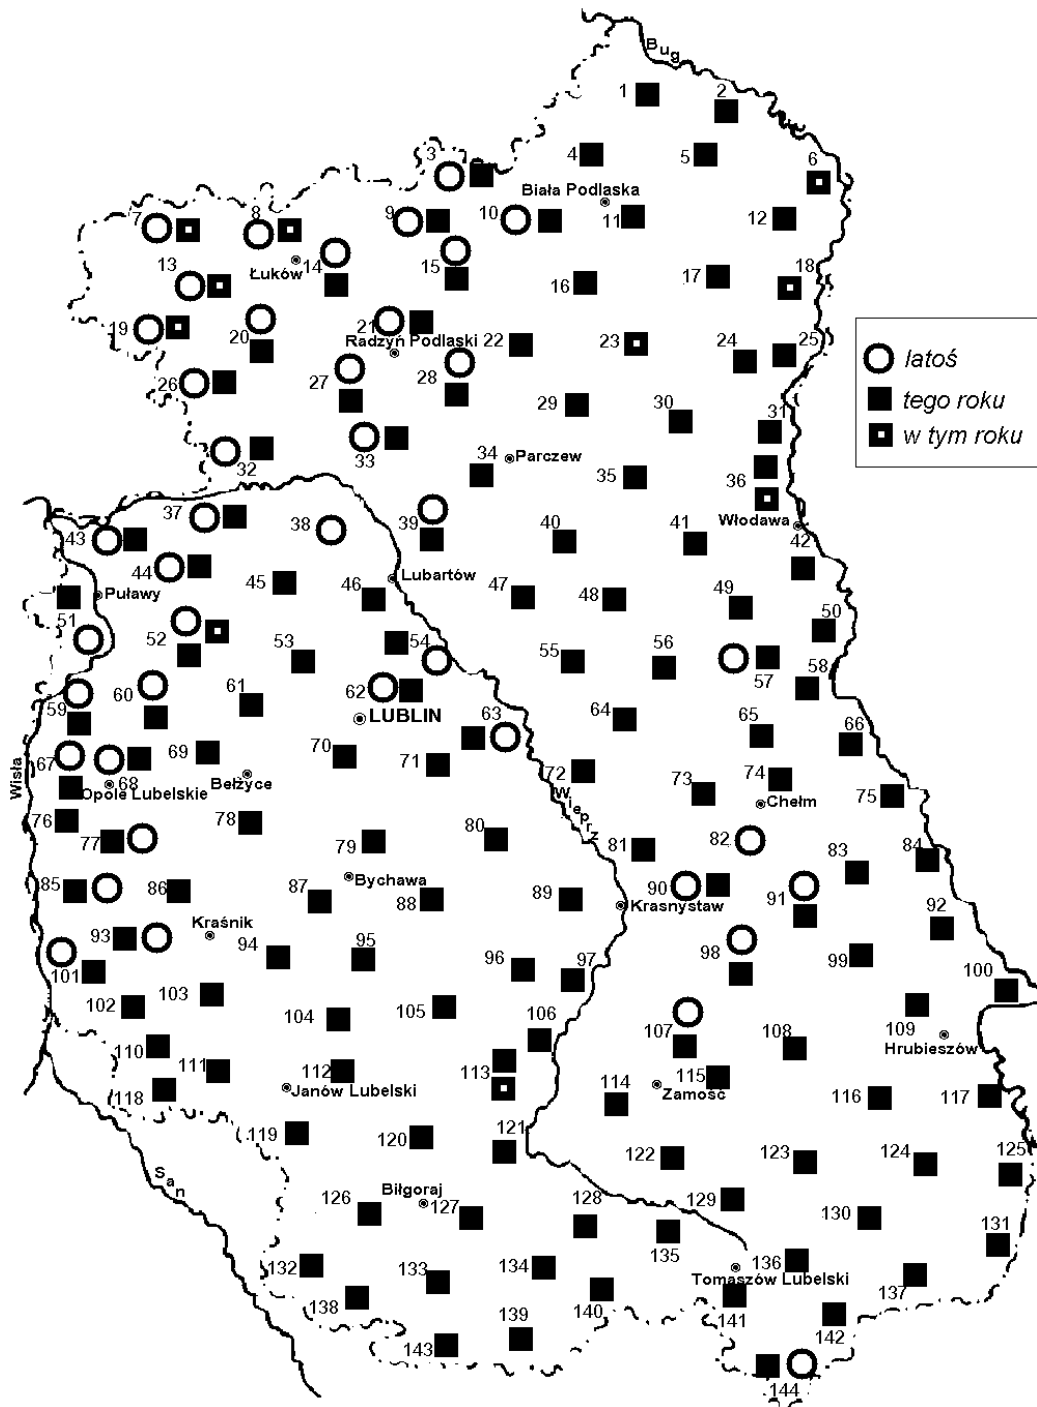 Bug
1 2
3 4 5 6
Biała Podlaska
7 8 9 10 11 12
13 Łuków 14 15 16 17 18
19 20 21 22 23 24 25
Radzyń Podlaski
latoś
tego roku
w tym roku
26 27 28 29 30 31
32 33 34 Parczew 35 36
37 38 39 40 41 Włodawa 42
43 44 45 46 Lubartów 47 48 49 50
Puławy
51 52 53 54 55 56 57 58
59 60 61 62 63 64 65 66
LUBLIN
Wisła
67 68 69 70 71 72 73 74 75
Opole Lubelskie Bełżyce Wieprz Chełm
76 77 78 79 80 81 82 83 84
Bychawa
85 86 87 88 89 90 91 92
Kraśnik Krasnystaw
93 94 95 96 97 98 99 100
101 102 103 104 105 106 107 108 109
Hrubieszów
110 111 112 113 114 115 116 117
Janów Lubelski Zamość
118 119 120 121 122 123 124 125
San
Biłgoraj
126 127 128 129 130 131
132 133 134 135 136 137
Tomaszów Lubelski
138 139 140 141 142
143 144